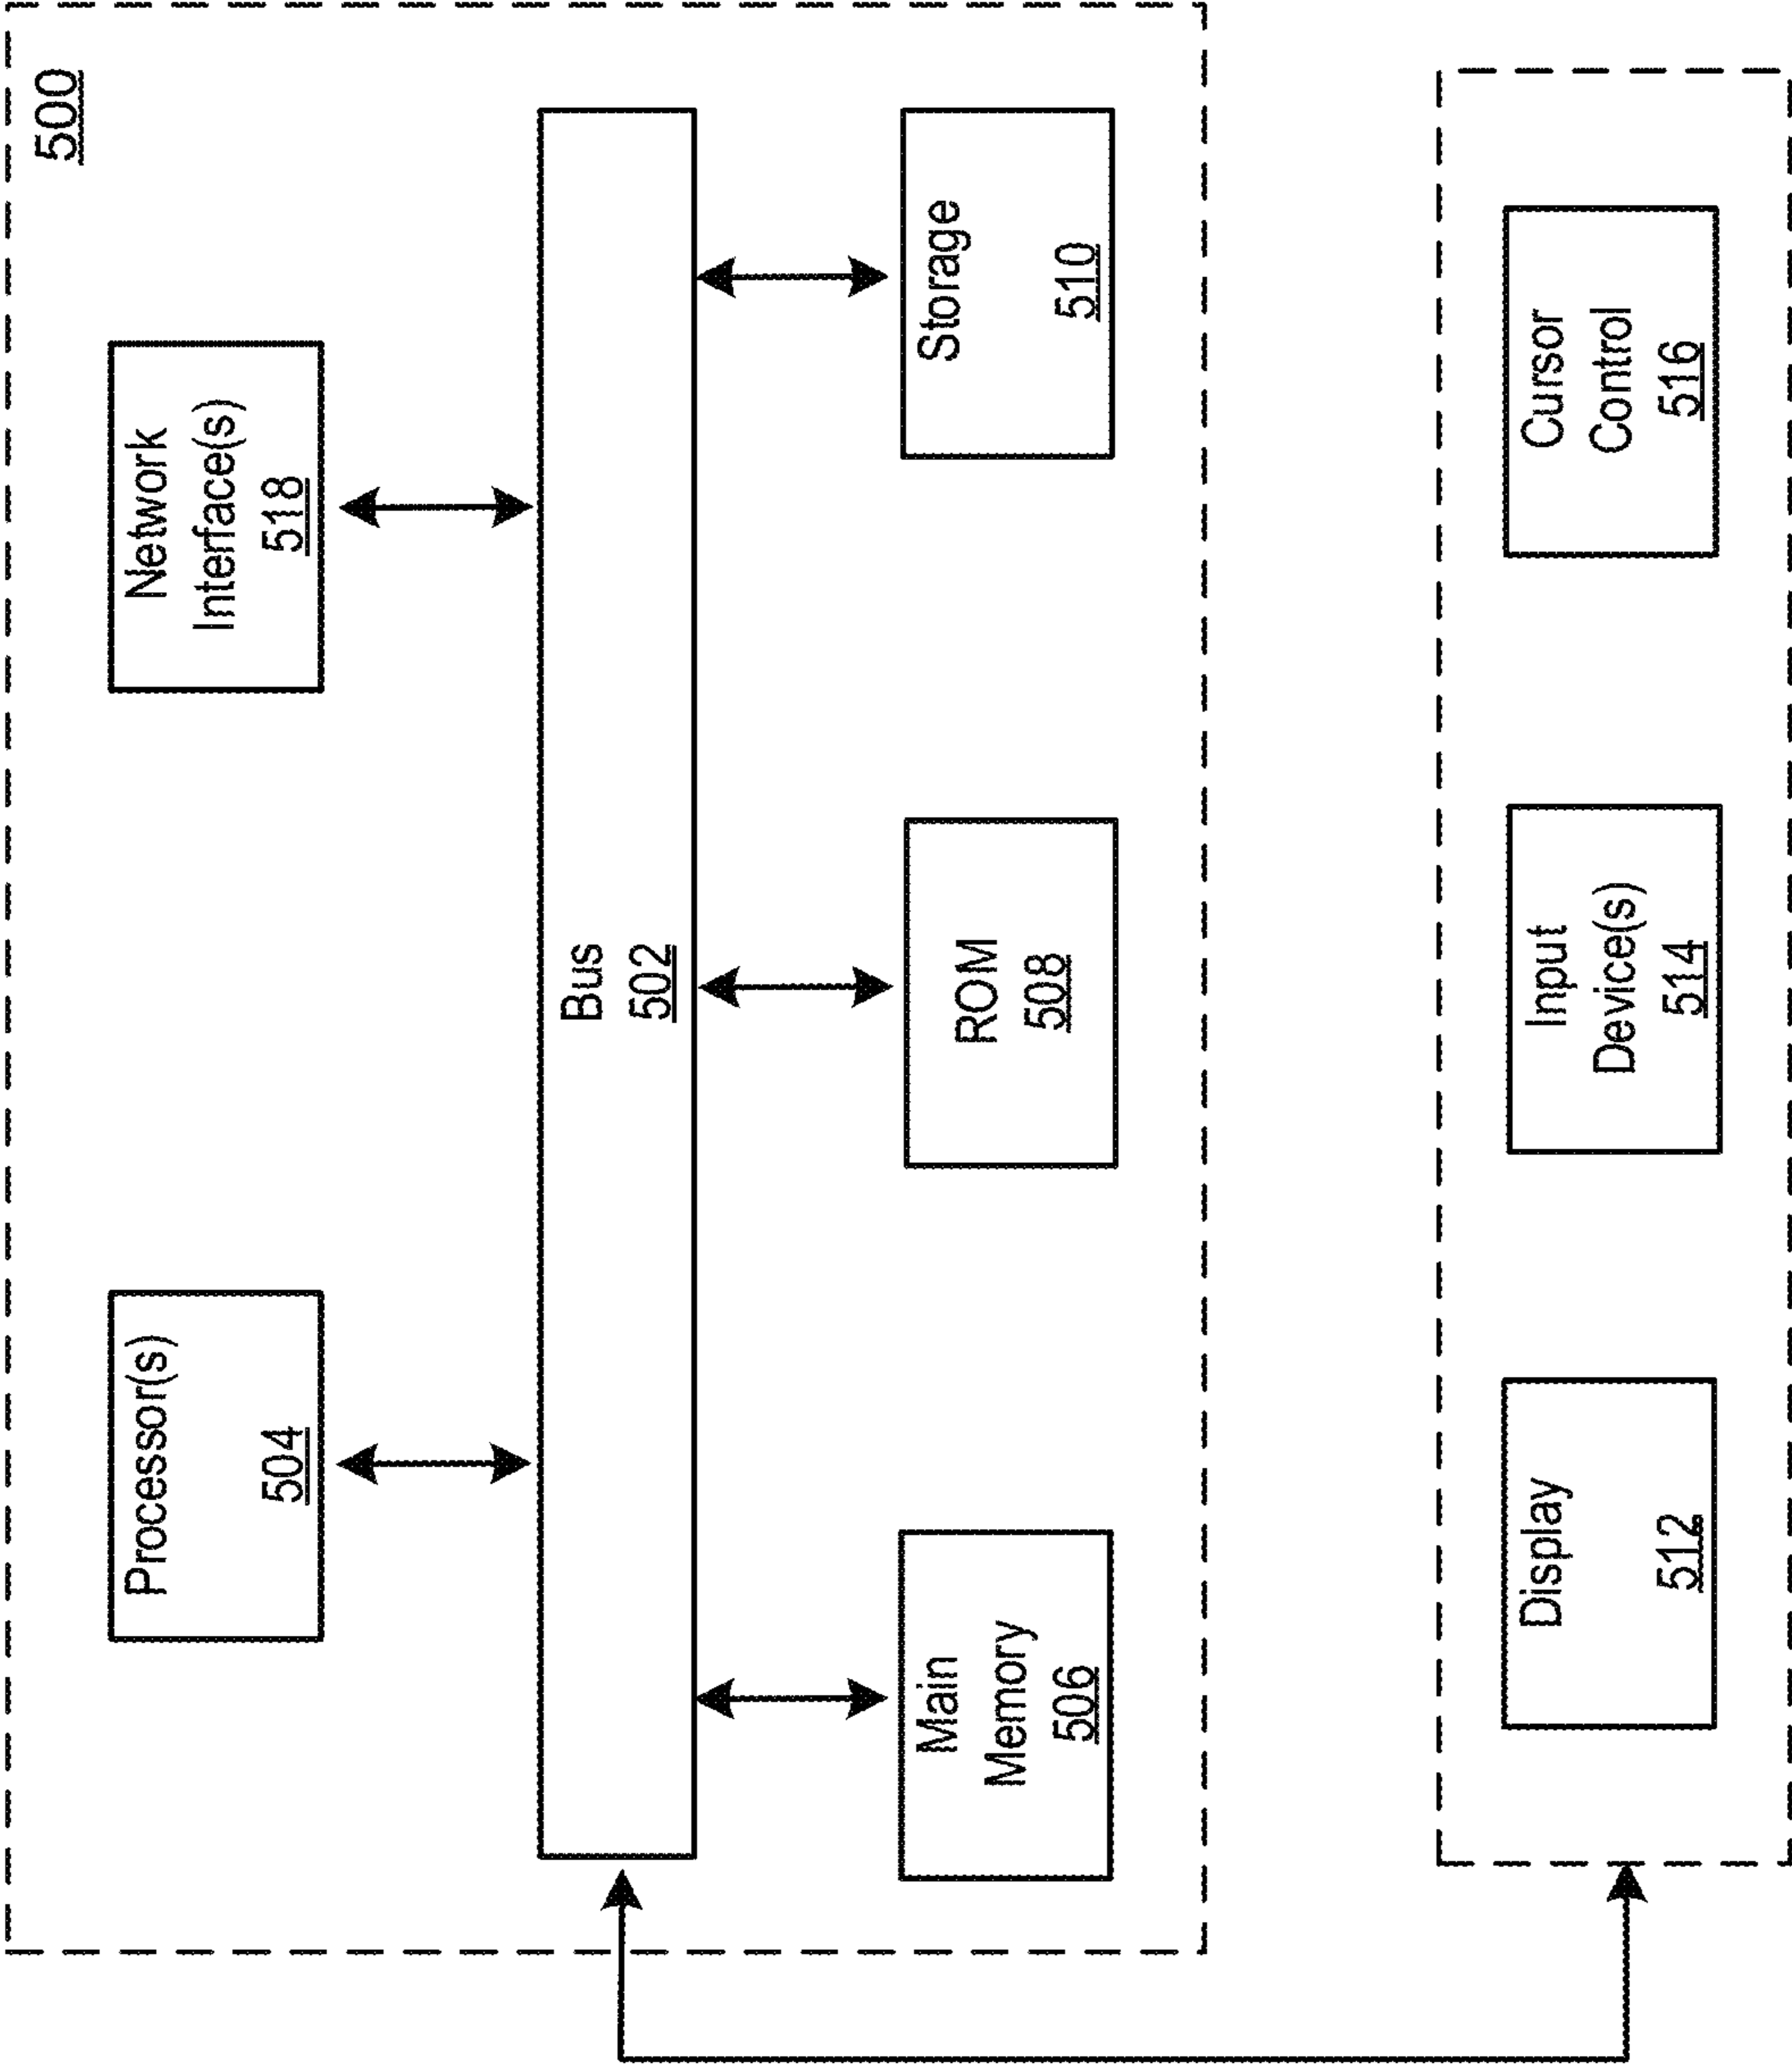 500
Processor(s)
504
Network
Interface(s)
518
Bus
502
Main
Memory
506
ROM
508
Storage
510
Display
512
Input
Device(s)
514
Cursor
Control
516